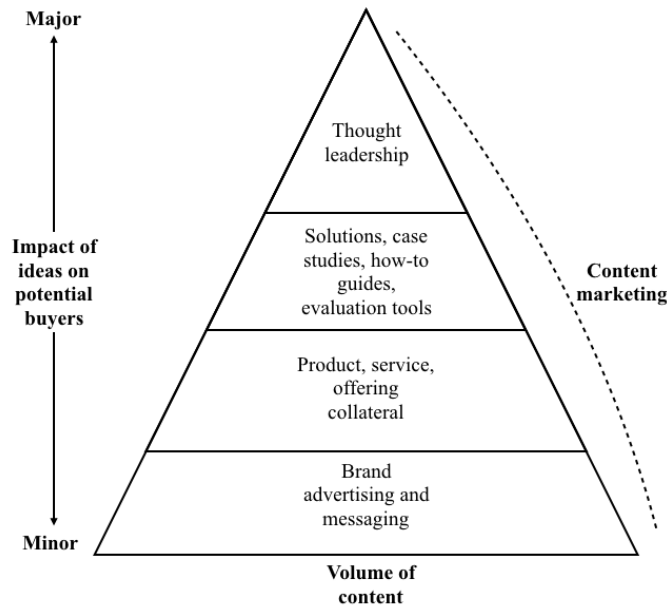 Major
Thought
leadership
Solutions, case
studies, how-to
guides,
evaluation tools
Impact of
ideas on
potential
buyers
Content
marketing
Product, service,
offering
collateral
Brand
advertising and
messaging
Minor
Volume of
content